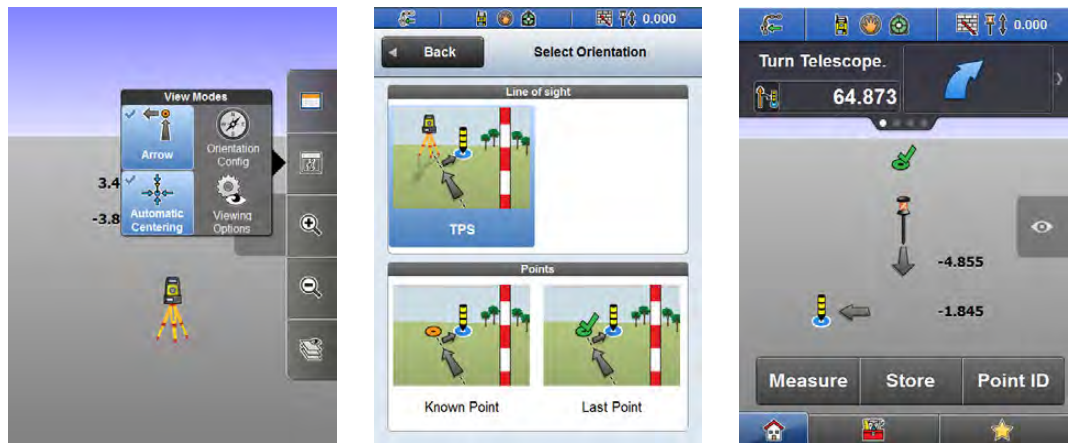 View Modes
Arrow
Orientation
Config
Automatic
Centering
Viewing
Options
3.4
-3.8
0.000
Back
Select Orientation
Line of sight
TPS
Points
Known Point
Last Point
0.000
Turn Telescope.
64.873
-4.855
-1.845
Measure
Store
Point ID